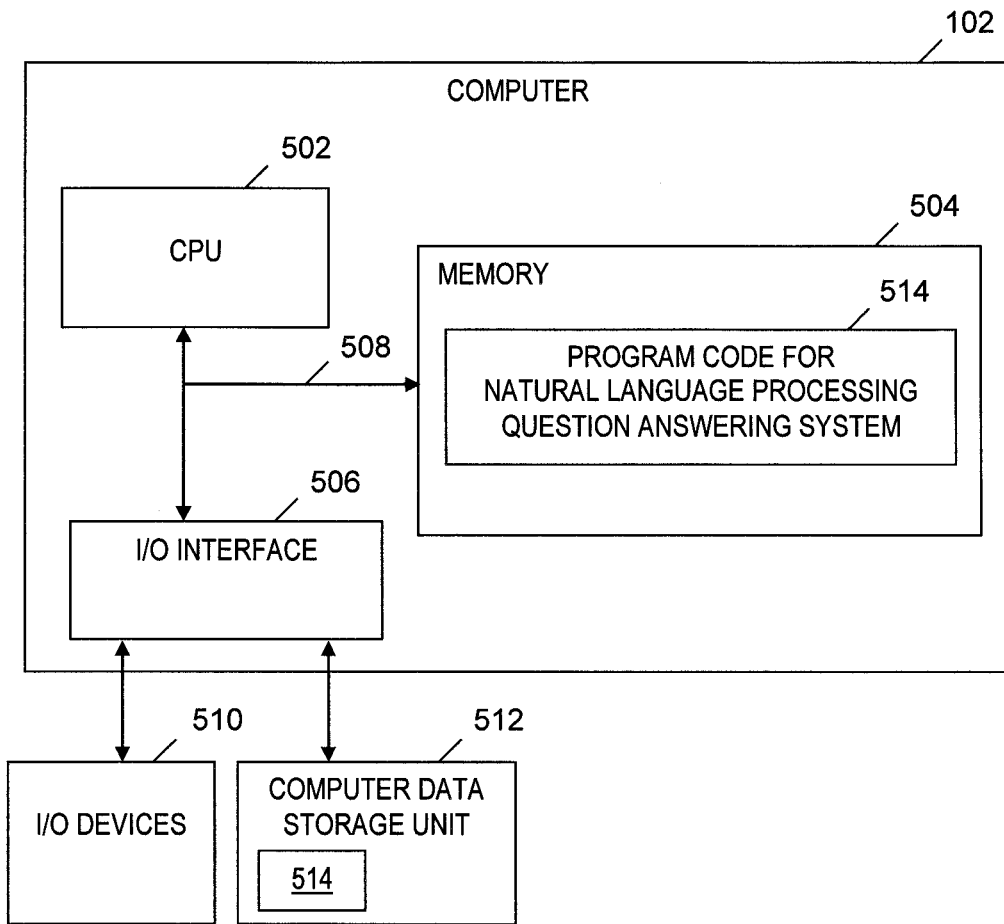 102
COMPUTER
502
CPU
504
MEMORY
514
PROGRAM CODE FOR
NATURAL LANGUAGE PROCESSING
QUESTION ANSWERING SYSTEM
508
506
I/O INTERFACE
510
I/O DEVICES
512
COMPUTER DATA
STORAGE UNIT
514